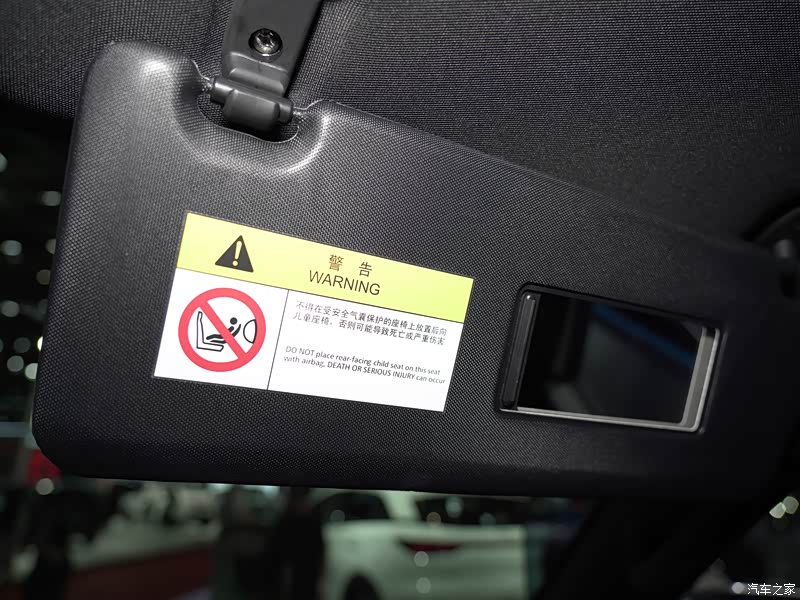 警 告
WARNING
不得在受安全气囊保护的座椅上放置后向
儿童座椅，否则可能导致死亡或严重伤害
DO NOT place rear-facing child seat on this seat
with airbag, DEATH OR SERIOUS INJURY can occur
汽车之家